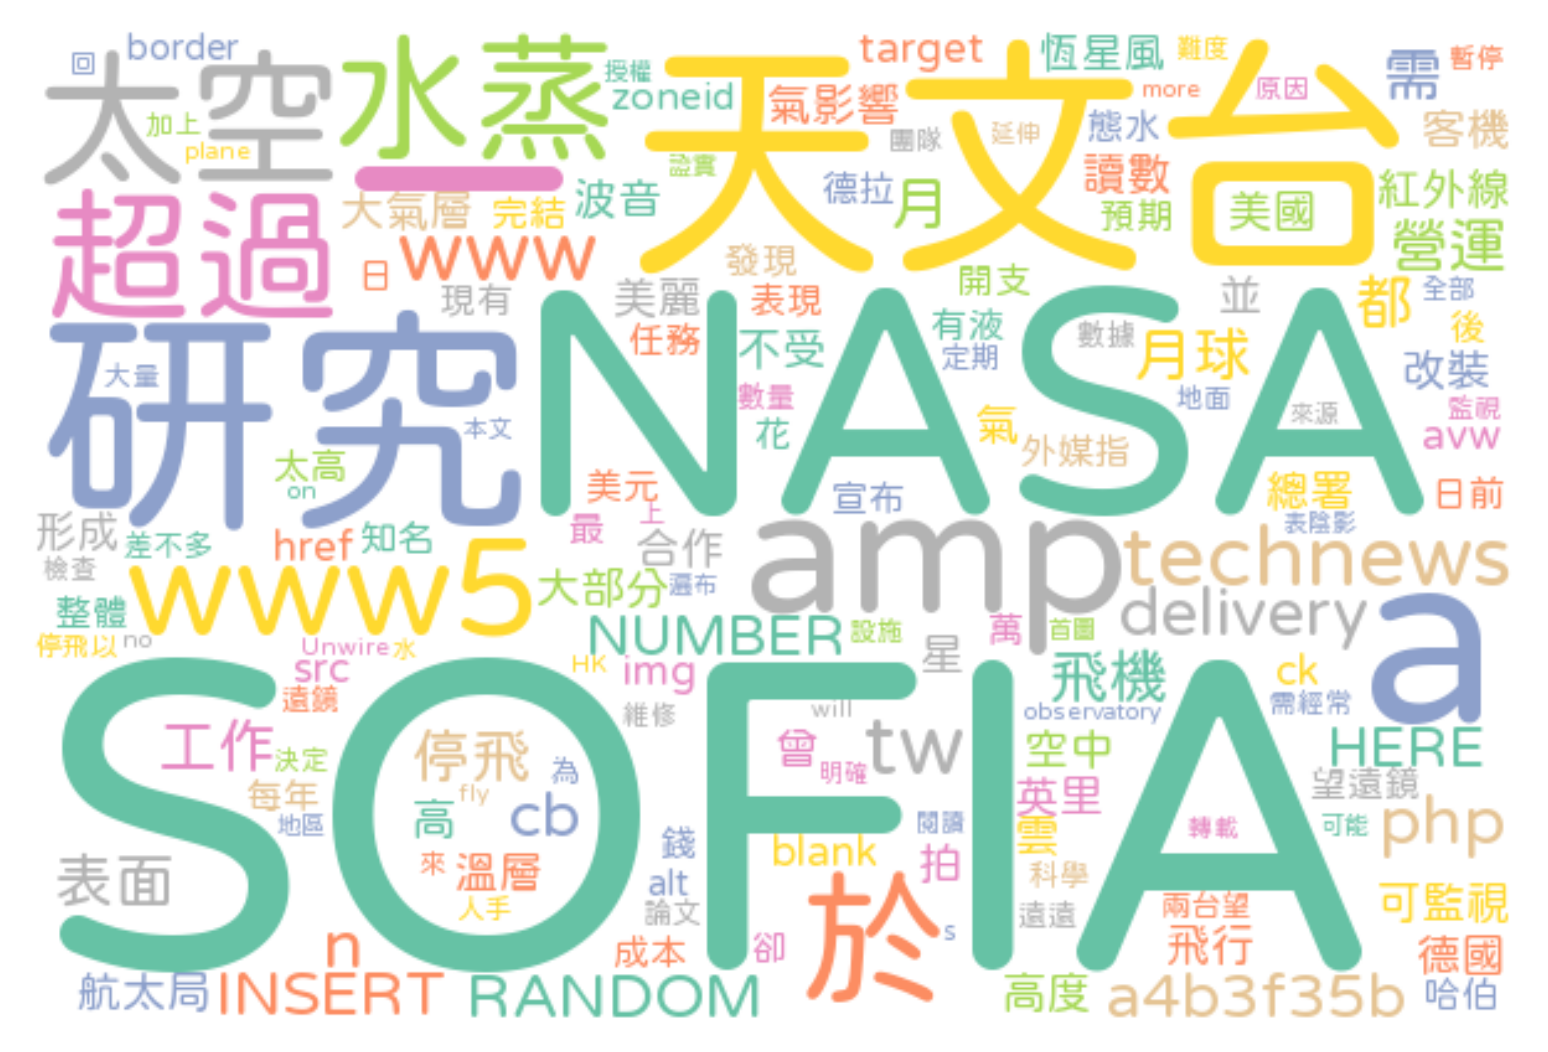 border
回
太空
加上
plane
水蒸
一
授權
zoneid
天文台
氣影響
target
團隊
恆星風
難度
more
原因
延伸
態水
需
暫停
客機
證實
大氣層
完結
波音
德拉
月
讀數
預期
美國
紅外線
營運
超過
日
www
現有
美麗
發現
表現
任務
不受
開支
有液
定期
並
數據
月球
都
全部
後
改裝
地面
監視
avw
來源
研究
大量
本文
NASA
數量
花
氣
外媒指
太高
on
美元
上
最
宣布
總署
日前
表陰影
形成
差不多
檢查
href
知名
合作
amp
technews
www5
大部分
遍布
delivery
a
整體
停飛以
no
Unwire
水
src
NUMBER
設施
星
萬
首圖
HK
img
飛機
ck
需經常
遠鏡
維修
will
observatory
SOFIA
工作
決定
停飛
為
曾
明確
tw
空中
HERE
每年
地區
fly
高
cb
英里
望遠鏡
php
錢
閱讀
雲
轉載
可能
表面
來
溫層
人手
blank
alt
拍
科學
論文
於
s
遠遠
兩台望
可監視
n
成本
卻
飛行
德國
航太局
INSERT
RANDOM
高度
a4b3f35b
哈伯